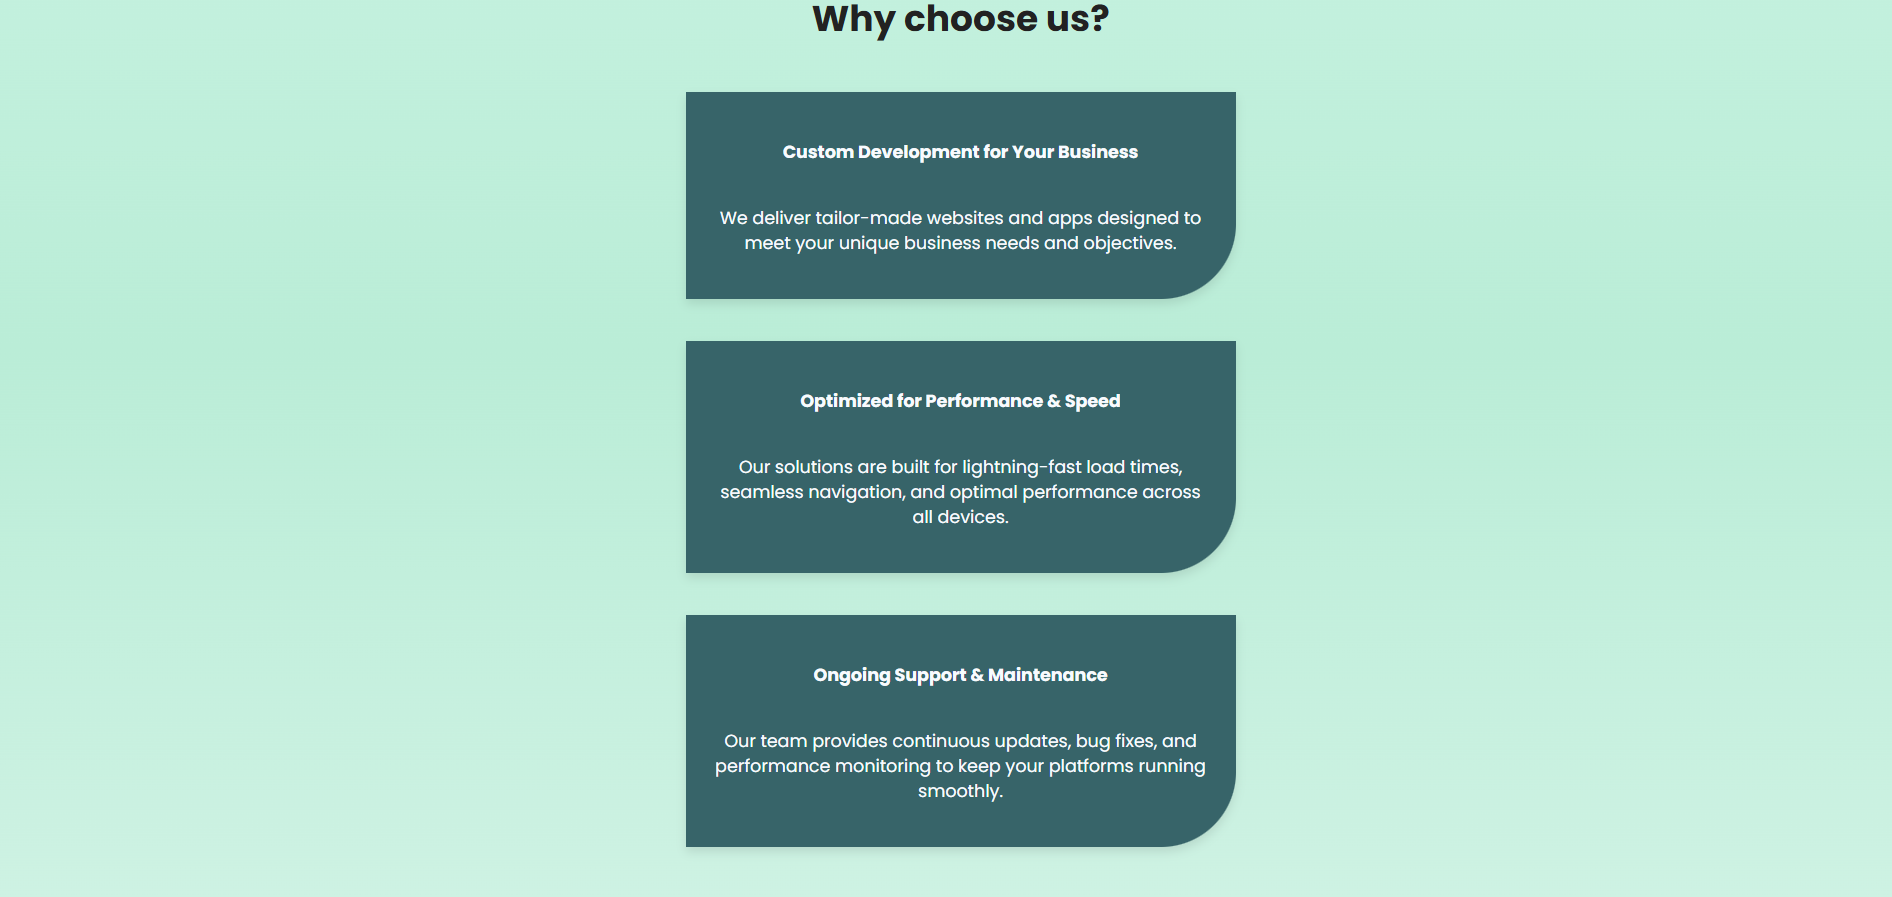 Why choose us?
Custom Development for Your Business
We deliver tailor-made websites and apps designed to
meet your unique business needs and objectives.
Optimized for Performance & Speed
Our solutions are built for lightning-fast load times,
seamless navigation, and optimal performance across
all devices.
Ongoing Support & Maintenance
Our team provides continuous updates, bug fixes, and
performance monitoring to keep your platforms running
smoothly.